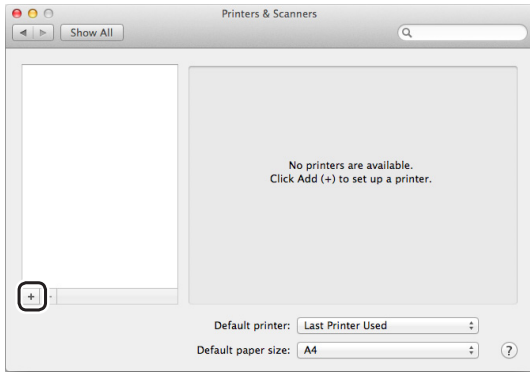 Printers & Scanners
Show All
No printers are available.
Click Add (+) to set up a printer.
+ -
Default printer: Last Printer Used
Default paper size: A4
?